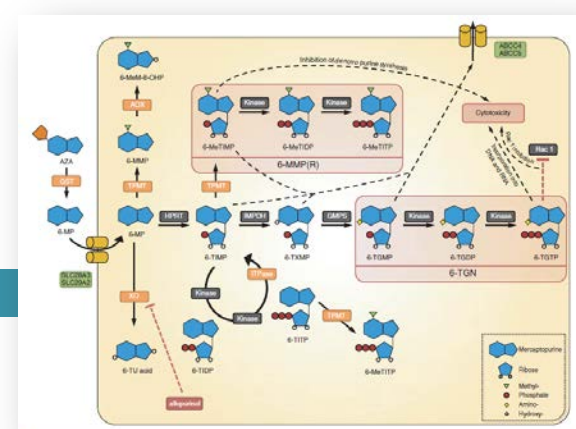 ABCC4
ABCC5
6-MeM-8-OHP
Inhibition of de novo purine synthesis
AOX
Kinase
Kinase
Cytotoxicity
6-MMP
6-MeTIMP
6-MeTIDP
6-MeTITP
Rac 1
AZA
6-MMP(R)
GST
TPMT
TPMT
6-MP
6-MP
HPRT
IMPDH
GMPS
Kinase
Kinase
6-TIMP
6-TXMP
6-TGMP
6-TGDP
6-TGTP
6-TGN
SLC28A3
SLC29A2
XO
ITPase
Kinase
Kinase
TPMT
6-TITP
6-TU acid
6-TIDP
6-MeTITP
allopurinol
Mercaptopurine
Ribose
Methyl-
Phosphate
Amino-
Hydroxy-